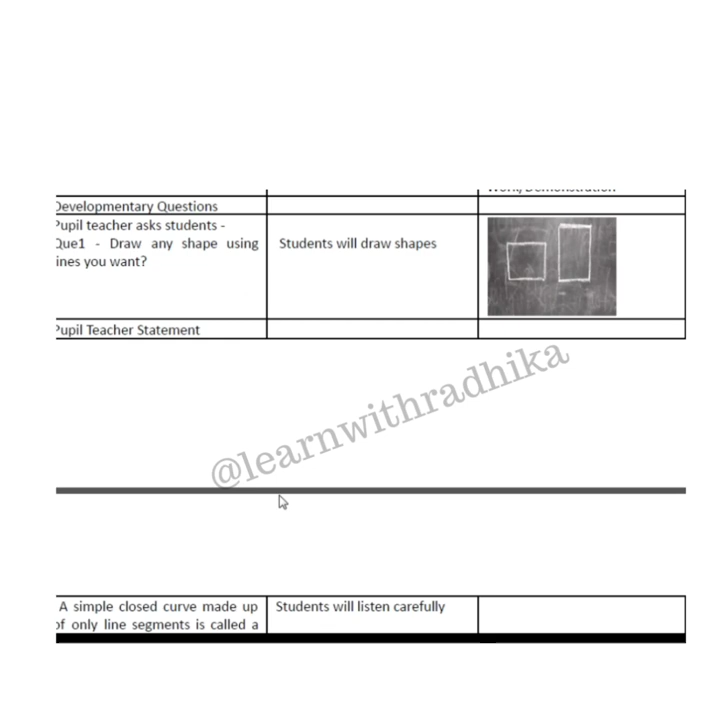 Developmentary Questions
Pupil teacher asks students -
Que1 - Draw any shape using
lines you want?
Students will draw shapes
Pupil Teacher Statement
@learnwithradhika
A simple closed curve made up
of only line segments is called a
Students will listen carefully